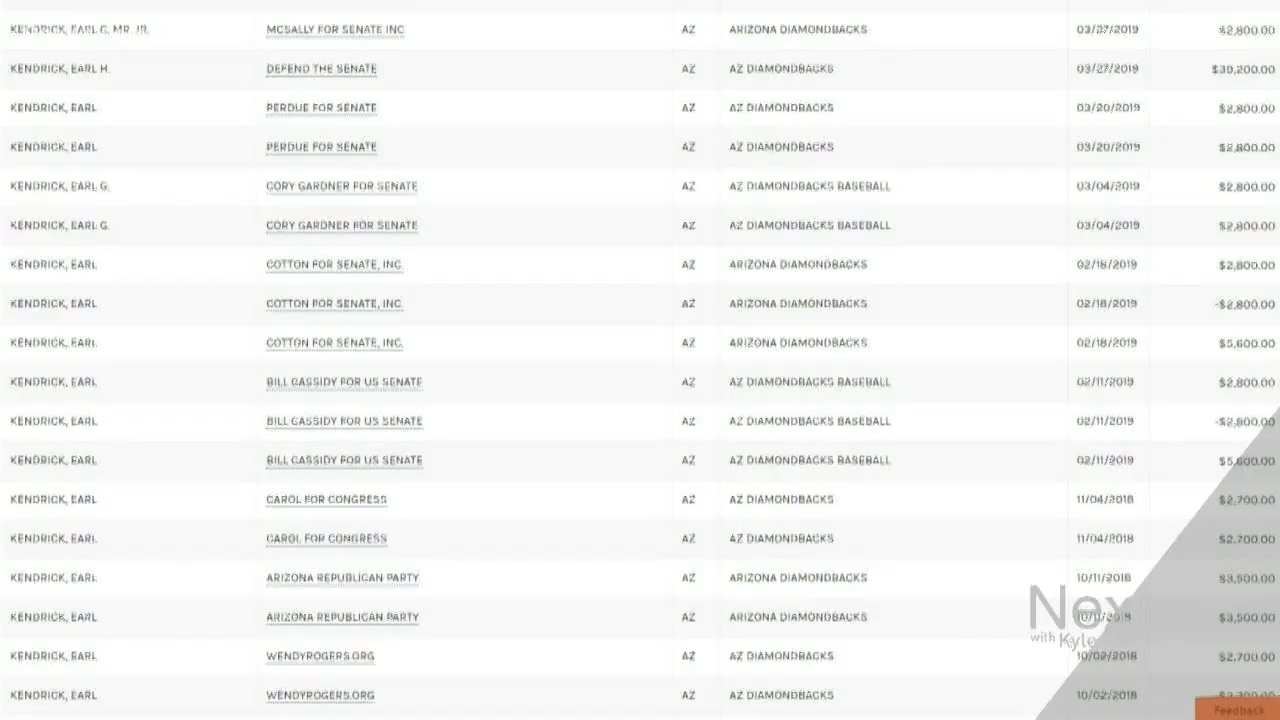 KENDRICK, EARL G. MR. JR. MCSALLY FOR SENATE INC AZ ARIZONA DIAMONDBACKS 03/27/2019 $2,800.00
KENDRICK, EARL H. DEFEND THE SENATE AZ AZ DIAMONDBACKS 03/27/2019 $39,200.00
KENDRICK, EARL PERDUE FOR SENATE AZ AZ DIAMONDBACKS 03/20/2019 $2,800.00
KENDRICK, EARL PERDUE FOR SENATE AZ AZ DIAMONDBACKS 03/20/2019 $2,800.00
KENDRICK, EARL G. CORY GARDNER FOR SENATE AZ AZ DIAMONDBACKS BASEBALL 03/04/2019 $2,800.00
KENDRICK, EARL G. CORY GARDNER FOR SENATE AZ AZ DIAMONDBACKS BASEBALL 03/04/2019 $2,800.00
KENDRICK, EARL COTTON FOR SENATE, INC. AZ ARIZONA DIAMONDBACKS 02/18/2019 $2,800.00
KENDRICK, EARL COTTON FOR SENATE, INC. AZ ARIZONA DIAMONDBACKS 02/18/2019 -$2,800.00
KENDRICK, EARL COTTON FOR SENATE, INC. AZ ARIZONA DIAMONDBACKS 02/18/2019 $5,600.00
KENDRICK, EARL BILL CASSIDY FOR US SENATE AZ AZ DIAMONDBACKS BASEBALL 02/11/2019 $2,800.00
KENDRICK, EARL BILL CASSIDY FOR US SENATE AZ AZ DIAMONDBACKS BASEBALL 02/11/2019 -$2,800.00
KENDRICK, EARL BILL CASSIDY FOR US SENATE AZ AZ DIAMONDBACKS BASEBALL 02/11/2019 $5,600.00
KENDRICK, EARL CAROL FOR CONGRESS AZ AZ DIAMONDBACKS 11/04/2018 $2,700.00
KENDRICK, EARL CAROL FOR CONGRESS AZ AZ DIAMONDBACKS 11/04/2018 $2,700.00
KENDRICK, EARL ARIZONA REPUBLICAN PARTY AZ ARIZONA DIAMONDBACKS 10/11/2018 $3,500.00
KENDRICK, EARL ARIZONA REPUBLICAN PARTY AZ ARIZONA DIAMONDBACKS 10/11/2018 $3,500.00
Nex
with Kyle
KENDRICK, EARL WENDYROGERS.ORG AZ AZ DIAMONDBACKS 10/02/2018 $2,700.00
KENDRICK, EARL WENDYROGERS.ORG AZ AZ DIAMONDBACKS 10/02/2018
Feedback